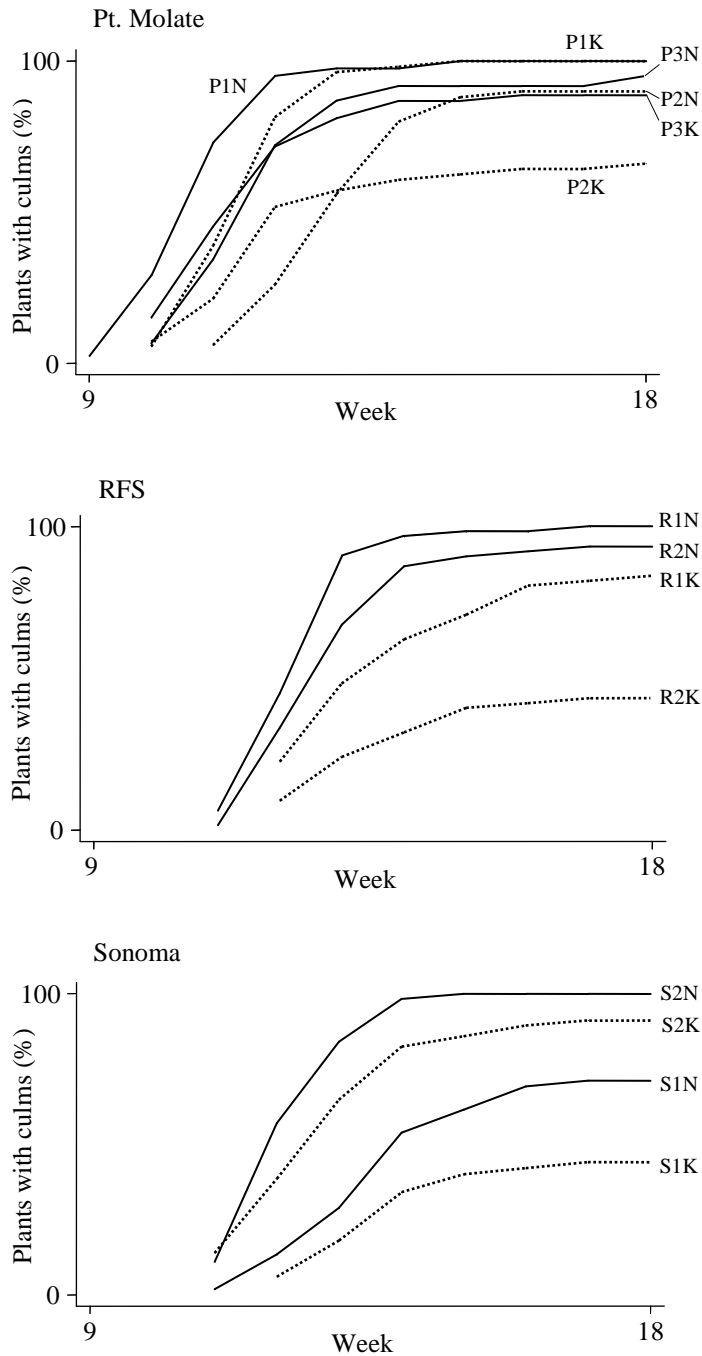 Pt. Molate
100
P1K
P3N
P1N
P2N
P3K
P2K
Plants with culms (%)
0
9
18
Week
RFS
100
R1N
R2N
R1K
R2K
Plants with culms (%)
0
9
18
Week
Sonoma
100
S2N
S2K
S1N
S1K
Plants with culms (%)
0
9
18
Week